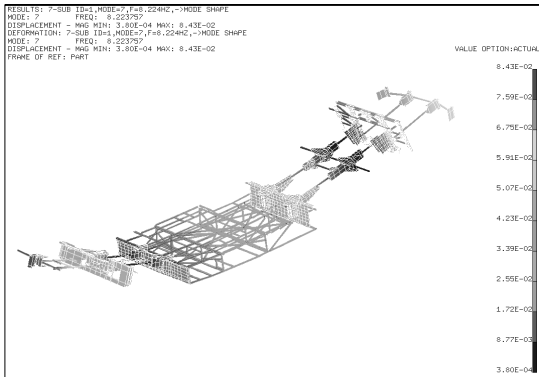 RESULTS: 7-SUB ID=1,MODE=7,F=8.224HZ,->MODE SHAPE
MODE: 7 FREQ: 8.223757
DISPLACEMENT - MAG MIN: 3.80E-04 MAX: 8.43E-02
DEFORMATION: 7-SUB ID=1,MODE=7,F=8.224HZ,->MODE SHAPE
MODE: 7 FREQ: 8.223757
DISPLACEMENT - MAG MIN: 3.80E-04 MAX: 8.43E-02
FRAME OF REF: PART
VALUE OPTION:ACTUAL
8.43E-02
7.59E-02
6.75E-02
5.91E-02
5.07E-02
4.23E-02
3.39E-02
2.55E-02
1.72E-02
8.77E-03
3.80E-04